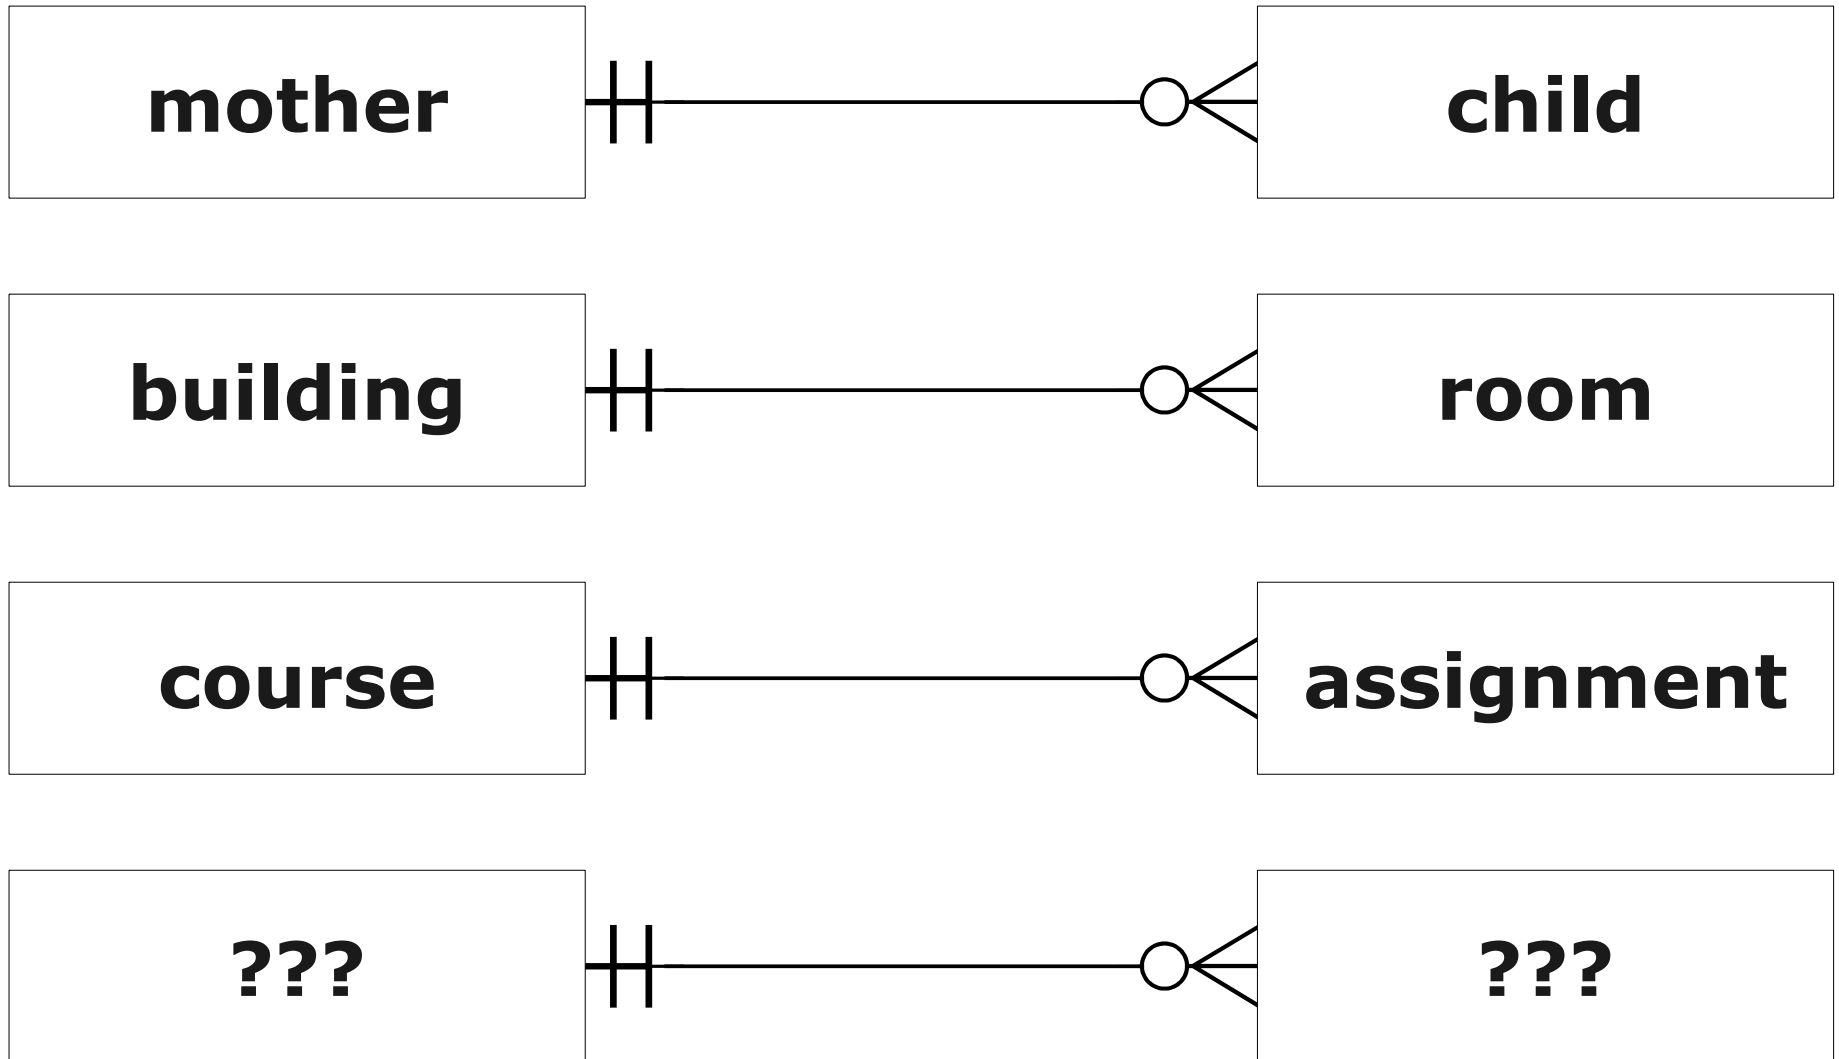 mother
child
building
room
course
assignment
???
???